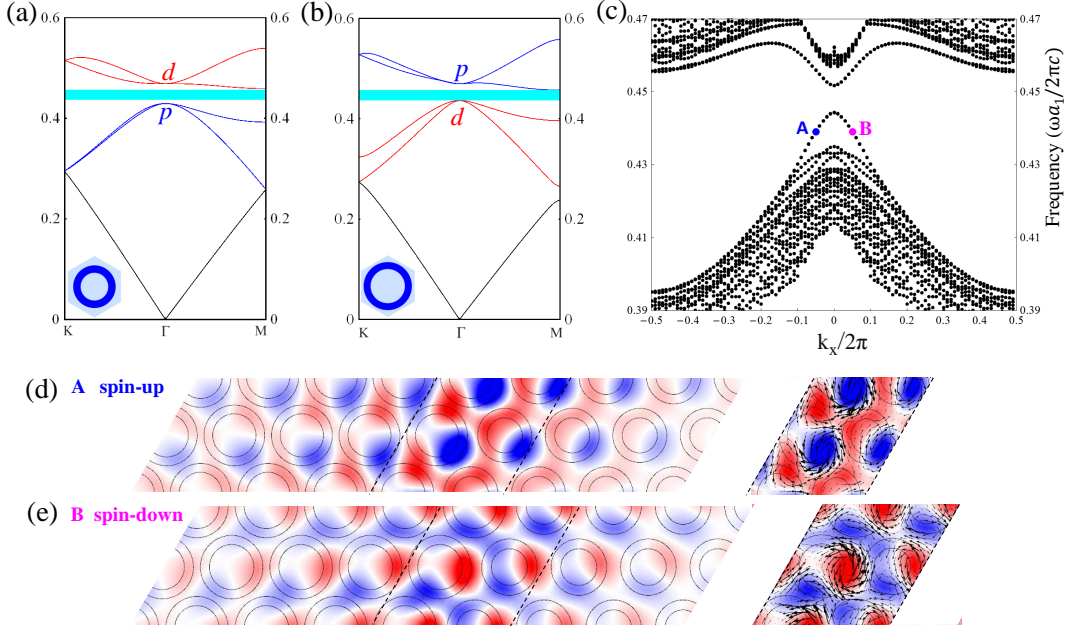 (a)
0.6
0.4
0.2
0
K
Γ
M
0.6
0.4
0.2
0
d
p
(b)
0.6
0.4
0.2
0
K
Γ
M
0.6
0.4
0.2
0
p
d
(c)
0.47
0.45
0.43
0.41
0.39
0.47
0.45
0.43
0.41
0.39
A
B
−0.5
−0.4
−0.3
−0.2
−0.1
0
0.1
0.2
0.3
0.4
0.5
kx/2π
Frequency (ωa1/2πc)
(d) A spin-up
(e) B spin-down